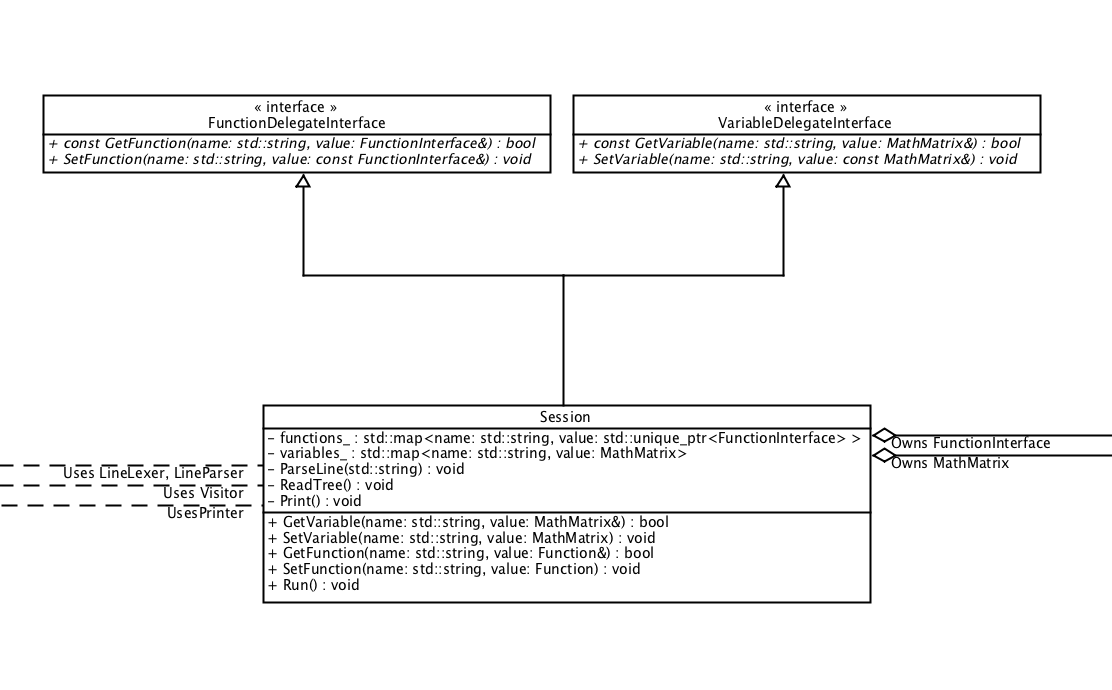 « interface »
FunctionDelegateInterface
+ const GetFunction(name: std::string, value: FunctionInterface&) : bool
+ SetFunction(name: std::string, value: const FunctionInterface&) : void
« interface »
VariableDelegateInterface
+ const GetVariable(name: std::string, value: MathMatrix&) : bool
+ SetVariable(name: std::string, value: const MathMatrix&) : void
Session
– functions_ : std::map<name: std::string, value: std::unique_ptr<FunctionInterface> >
– variables_ : std::map<name: std::string, value: MathMatrix>
– ParseLine(std::string) : void
– ReadTree() : void
– Print() : void
+ GetVariable(name: std::string, value: MathMatrix&) : bool
+ SetVariable(name: std::string, value: MathMatrix) : void
+ GetFunction(name: std::string, value: Function&) : bool
+ SetFunction(name: std::string, value: Function) : void
+ Run() : void
Uses LineLexer, LineParser
Uses Visitor
UsesPrinter
Owns FunctionInterface
Owns MathMatrix